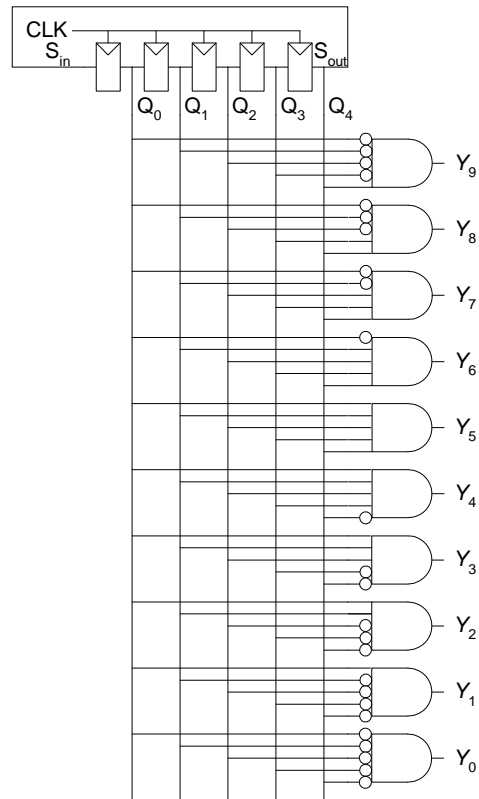 CLK
S_in S_out
Q_0 Q_1 Q_2 Q_3 Q_4
Y_9
Y_8
Y_7
Y_6
Y_5
Y_4
Y_3
Y_2
Y_1
Y_0